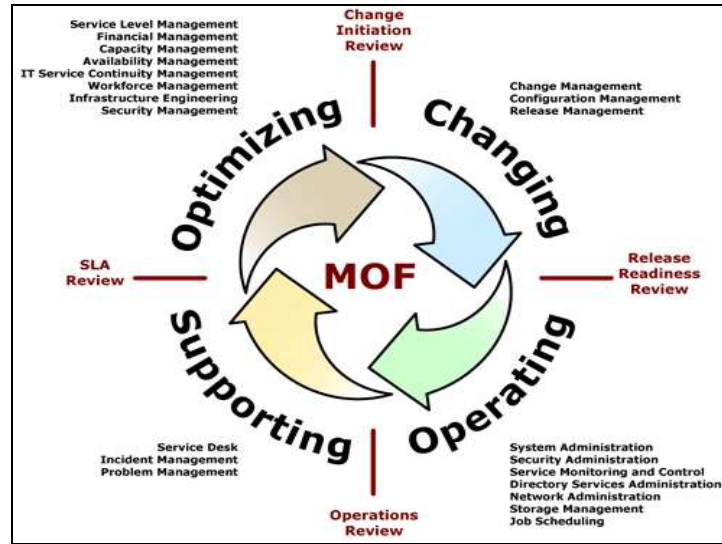 Service Level Management
Financial Management
Capacity Management
Availability Management
IT Service Continuity Management
Workforce Management
Infrastructure Engineering
Security Management
Change
Initiation
Review
Change Management
Configuration Management
Release Management
Optimizing
Changing
SLA
Review
MOF
Release
Readiness
Review
Supporting
Operating
Service Desk
Incident Management
Problem Management
Operations
Review
System Administration
Security Administration
Service Monitoring and Control
Directory Services Administration
Network Administration
Storage Management
Job Scheduling